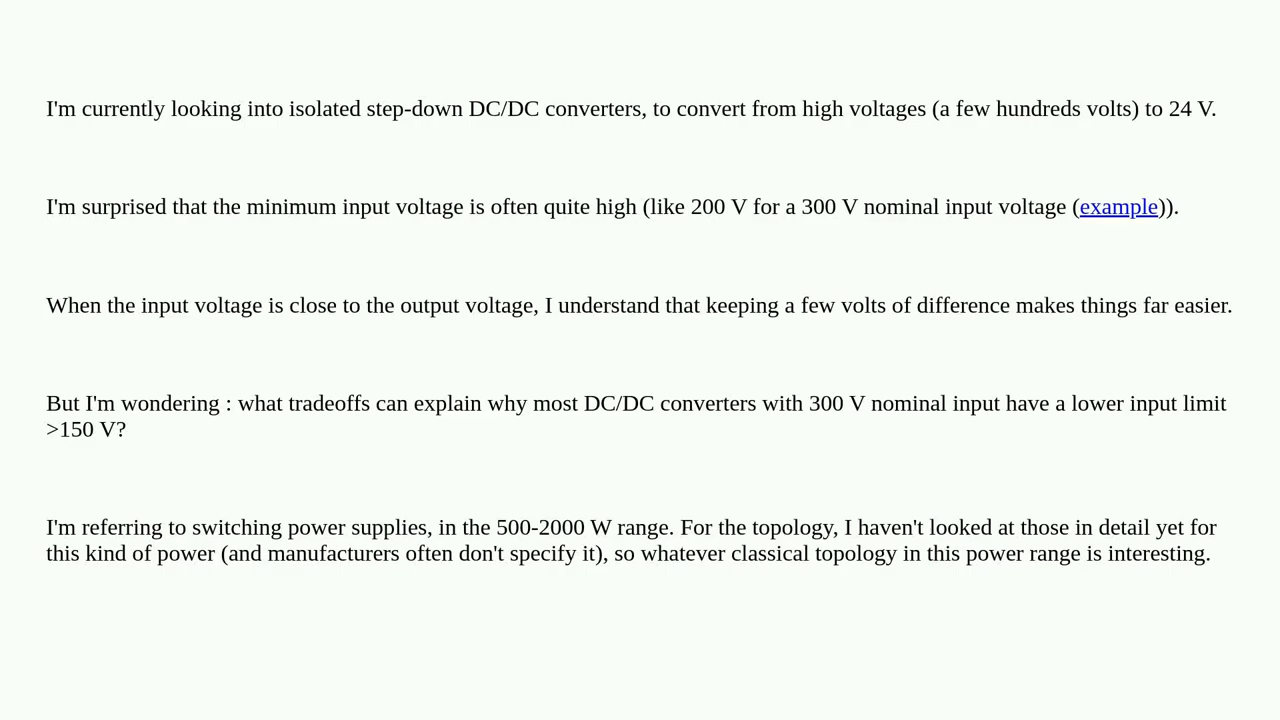 I'm currently looking into isolated step-down DC/DC converters, to convert from high voltages (a few hundreds volts) to 24 V.
I'm surprised that the minimum input voltage is often quite high (like 200 V for a 300 V nominal input voltage (example)).
When the input voltage is close to the output voltage, I understand that keeping a few volts of difference makes things far easier.
But I'm wondering : what tradeoffs can explain why most DC/DC converters with 300 V nominal input have a lower input limit
>150 V?
I'm referring to switching power supplies, in the 500-2000 W range. For the topology, I haven't looked at those in detail yet for
this kind of power (and manufacturers often don't specify it), so whatever classical topology in this power range is interesting.